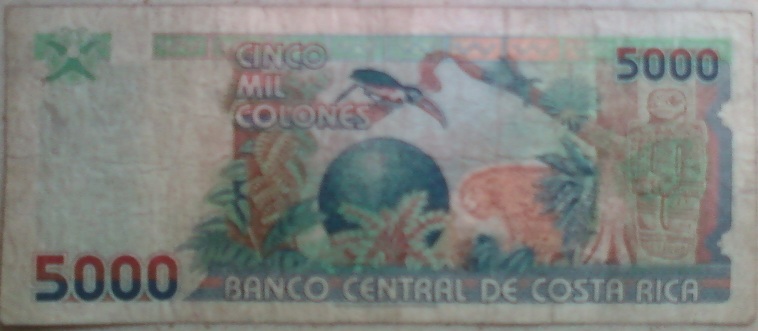 CINCO
MIL
COLONES
5000
5000
BANCO CENTRAL DE COSTA RICA